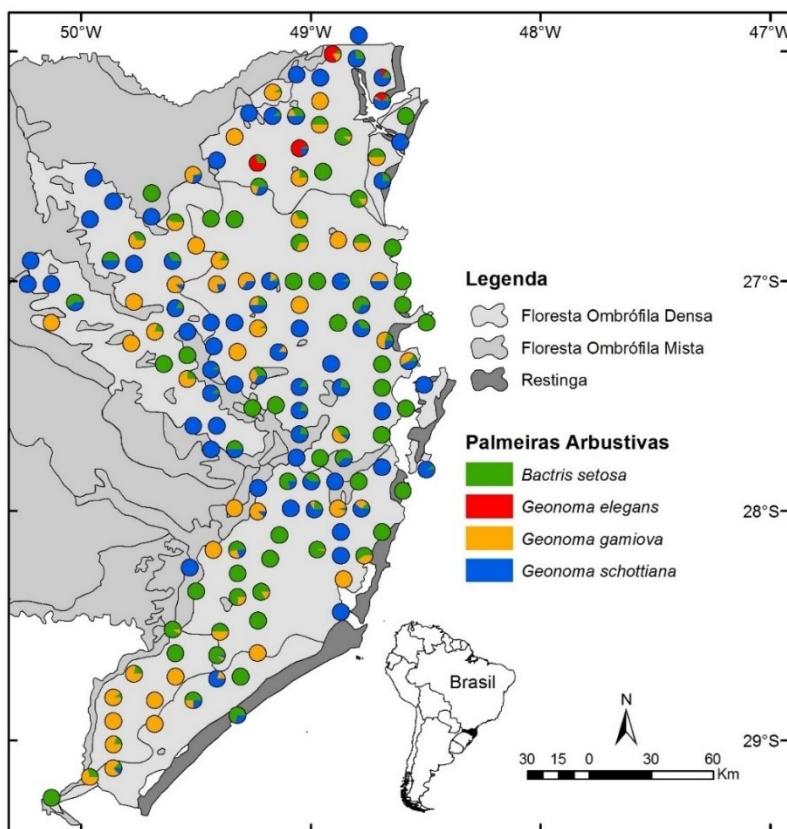 50°W 49°W 48°W 47°W
27°S
28°S
29°S
Legenda
Floresta Ombrófila Densa
Floresta Ombrófila Mista
Restinga
Palmeiras Arbustivas
Bactris setosa
Geonoma elegans
Geonoma gamiova
Geonoma schottiana
Brasil
N
30 15 0 30 60
Km